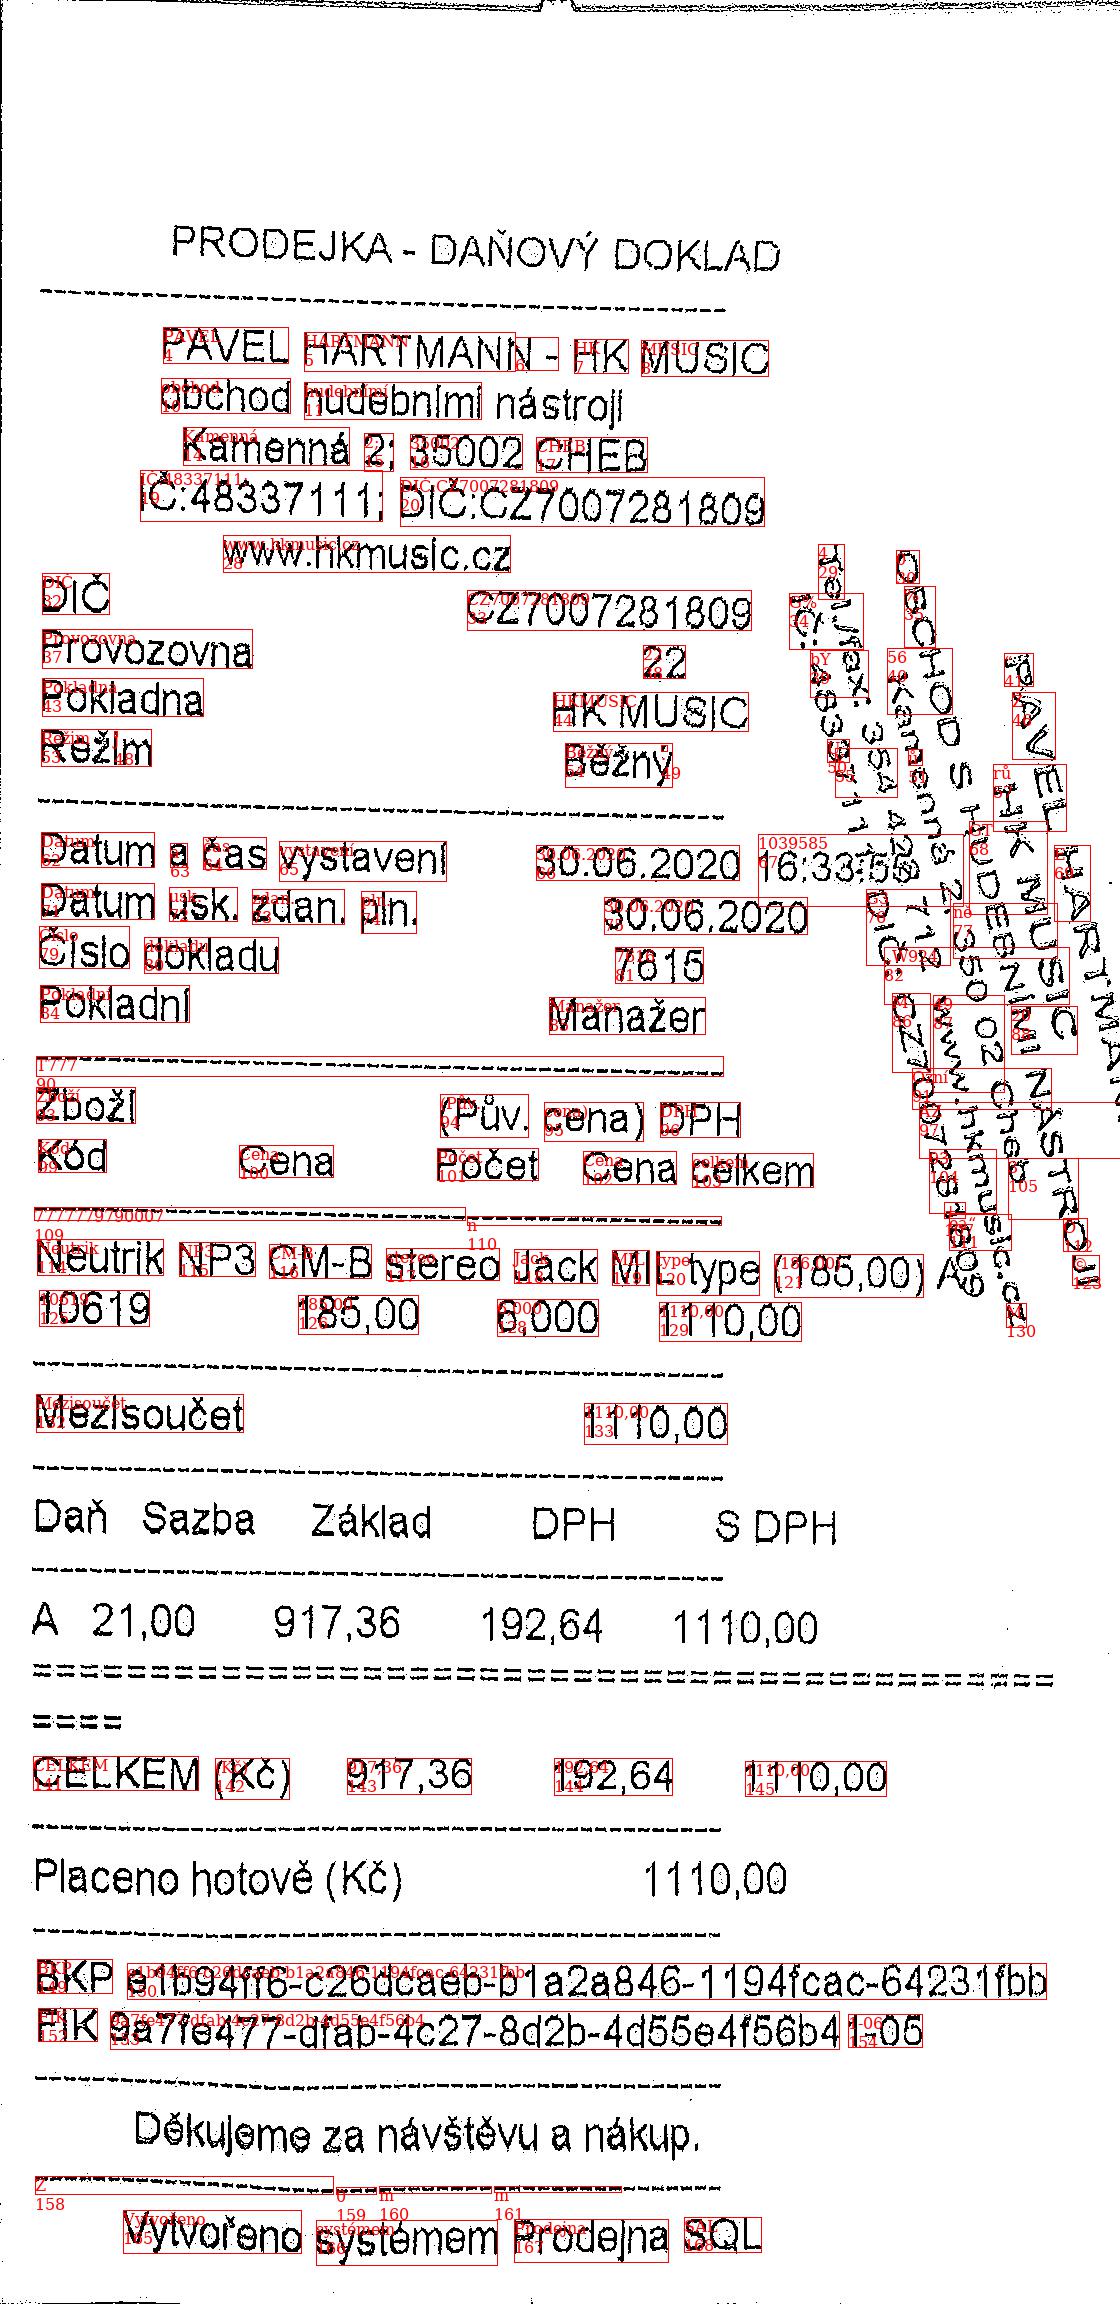 PRODEJKA - DAŇOVÝ DOKLAD
PAVEL HARTMANN - HK MUSIC
obchod hudebními nástroji
Kamenná 2; 35002 CHEB
IČ:48337111; DIČ:CZ7007281809
www.hkmusic.cz
DIČ CZ7007281809
Provozovna 22
Pokladna HK MUSIC
Režim Běžný
Datum a čas vystavení 30.06.2020 16:33:55
Datum usk. zdan. pln. 30.06.2020
Číslo dokladu 7615
Pokladní Manažer
Zboží (Pův. cena) DPH
Kód Cena Počet Cena celkem
Neutrik NP3 CM-B stereo Jack MIL type (185,00) A
10619 185,00 6,000 1110,00
Mezisoučet 1110,00
Daň Sazba Základ DPH S DPH
A 21,00 917,36 192,64 1110,00
CELKEM (Kč) 917,36 192,64 1110,00
Placeno hotově (Kč) 1110,00
BKP e1b94ff6-c26dcaeb-b1a2a846-1194fcac-64231fbb
FIK 9a7fe477-dfab-4c27-8d2b-4d55e4f56b41-05
Děkujeme za návštěvu a nákup.
Vytvořeno systémem Prodejna SQL
PAVEL HARTMANN
HK MUSIC
OBCHOD S HUDEBNÍMI NÁSTROJI
Kamenná 2, 350 02 Cheb
Tel./fax: 354 428 712 www.hkmusic.cz
IČ: 48337111 DIČ: CZ7007281809